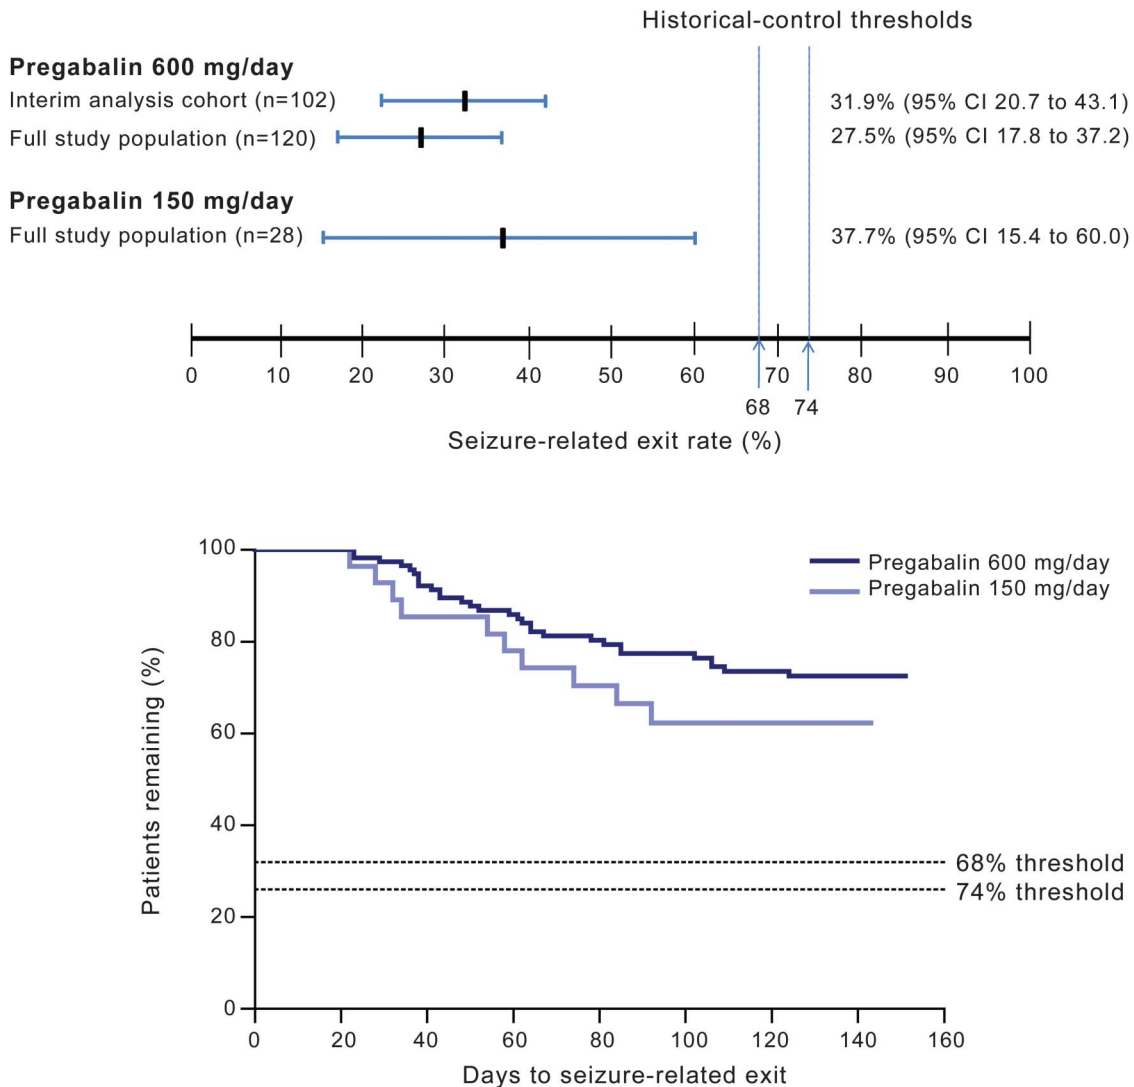 Historical-control thresholds
Pregabalin 600 mg/day
Interim analysis cohort (n=102) 31.9% (95% CI 20.7 to 43.1)
Full study population (n=120) 27.5% (95% CI 17.8 to 37.2)
Pregabalin 150 mg/day
Full study population (n=28) 37.7% (95% CI 15.4 to 60.0)
0 10 20 30 40 50 60 70 80 90 100
68 74
Seizure-related exit rate (%)
Patients remaining (%)
100
80
60
40
20
0
Pregabalin 600 mg/day
Pregabalin 150 mg/day
68% threshold
74% threshold
0 20 40 60 80 100 120 140 160
Days to seizure-related exit